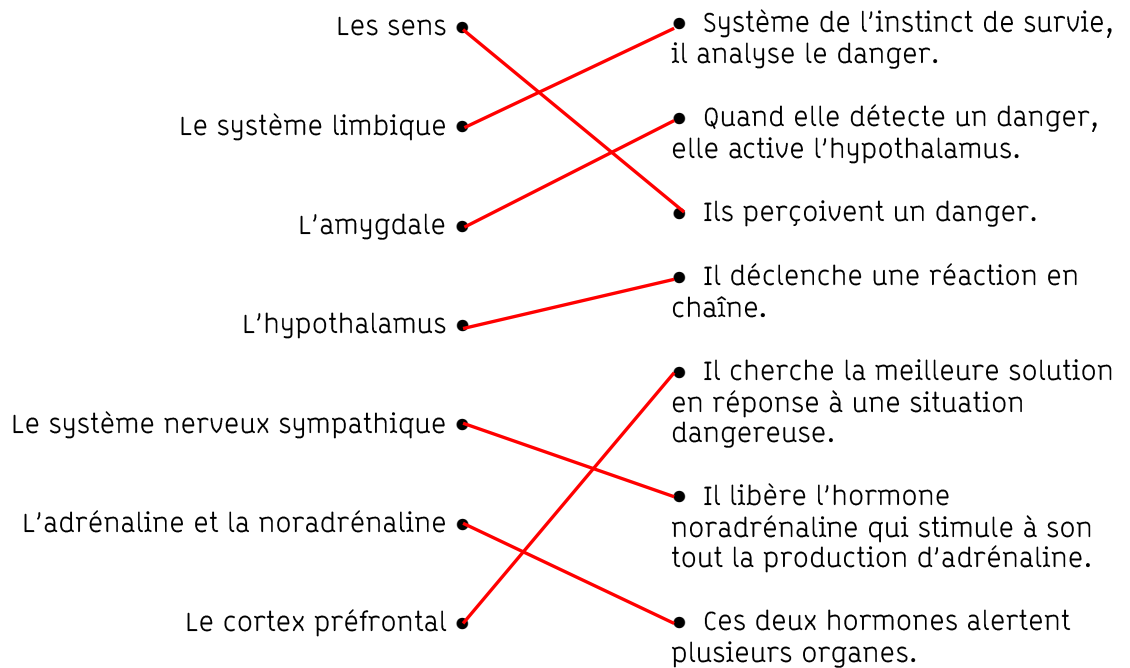 Les sens
Le système limbique
L'amygdale
L'hypothalamus
Le système nerveux sympathique
L'adrénaline et la noradrénaline
Le cortex préfrontal
Système de l'instinct de survie,
il analyse le danger.
Quand elle détecte un danger,
elle active l'hypothalamus.
Ils perçoivent un danger.
Il déclenche une réaction en
chaîne.
Il cherche la meilleure solution
en réponse à une situation
dangereuse.
Il libère l'hormone
noradrénaline qui stimule à son
tout la production d'adrénaline.
Ces deux hormones alertent
plusieurs organes.